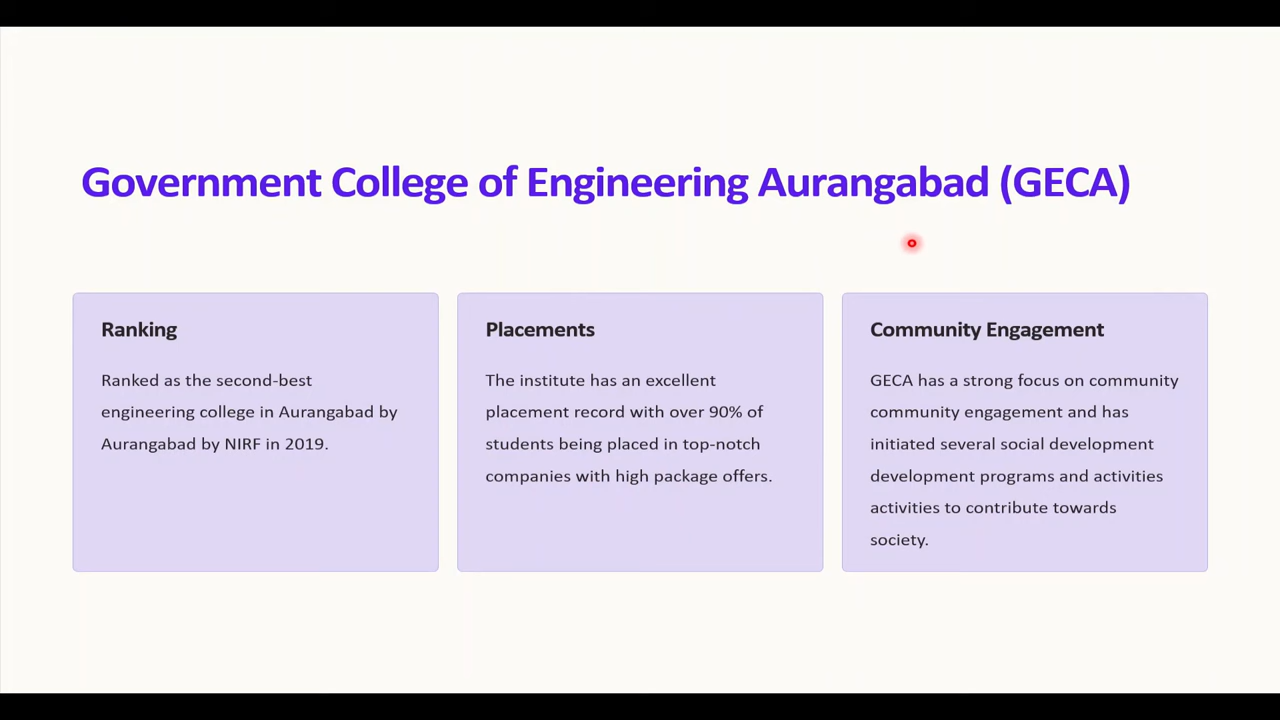 Government College of Engineering Aurangabad (GECA)
Ranking
Ranked as the second-best
engineering college in Aurangabad by
Aurangabad by NIRF in 2019.
Placements
The institute has an excellent
placement record with over 90% of
students being placed in top-notch
companies with high package offers.
Community Engagement
GECA has a strong focus on community
community engagement and has
initiated several social development
development programs and activities
activities to contribute towards
society.